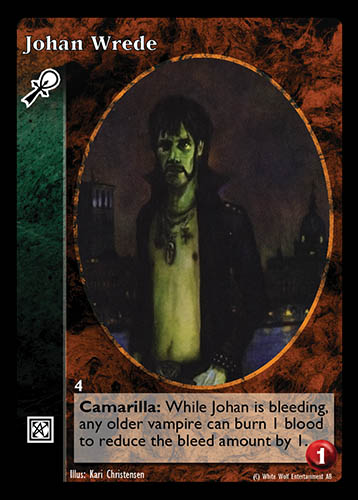 Johan Wrede
4
Camarilla: While Johan is bleeding,
any older vampire can burn 1 blood
to reduce the bleed amount by 1.
1
Illus: Kari Christensen
(C) White Wolf Entertainment AB